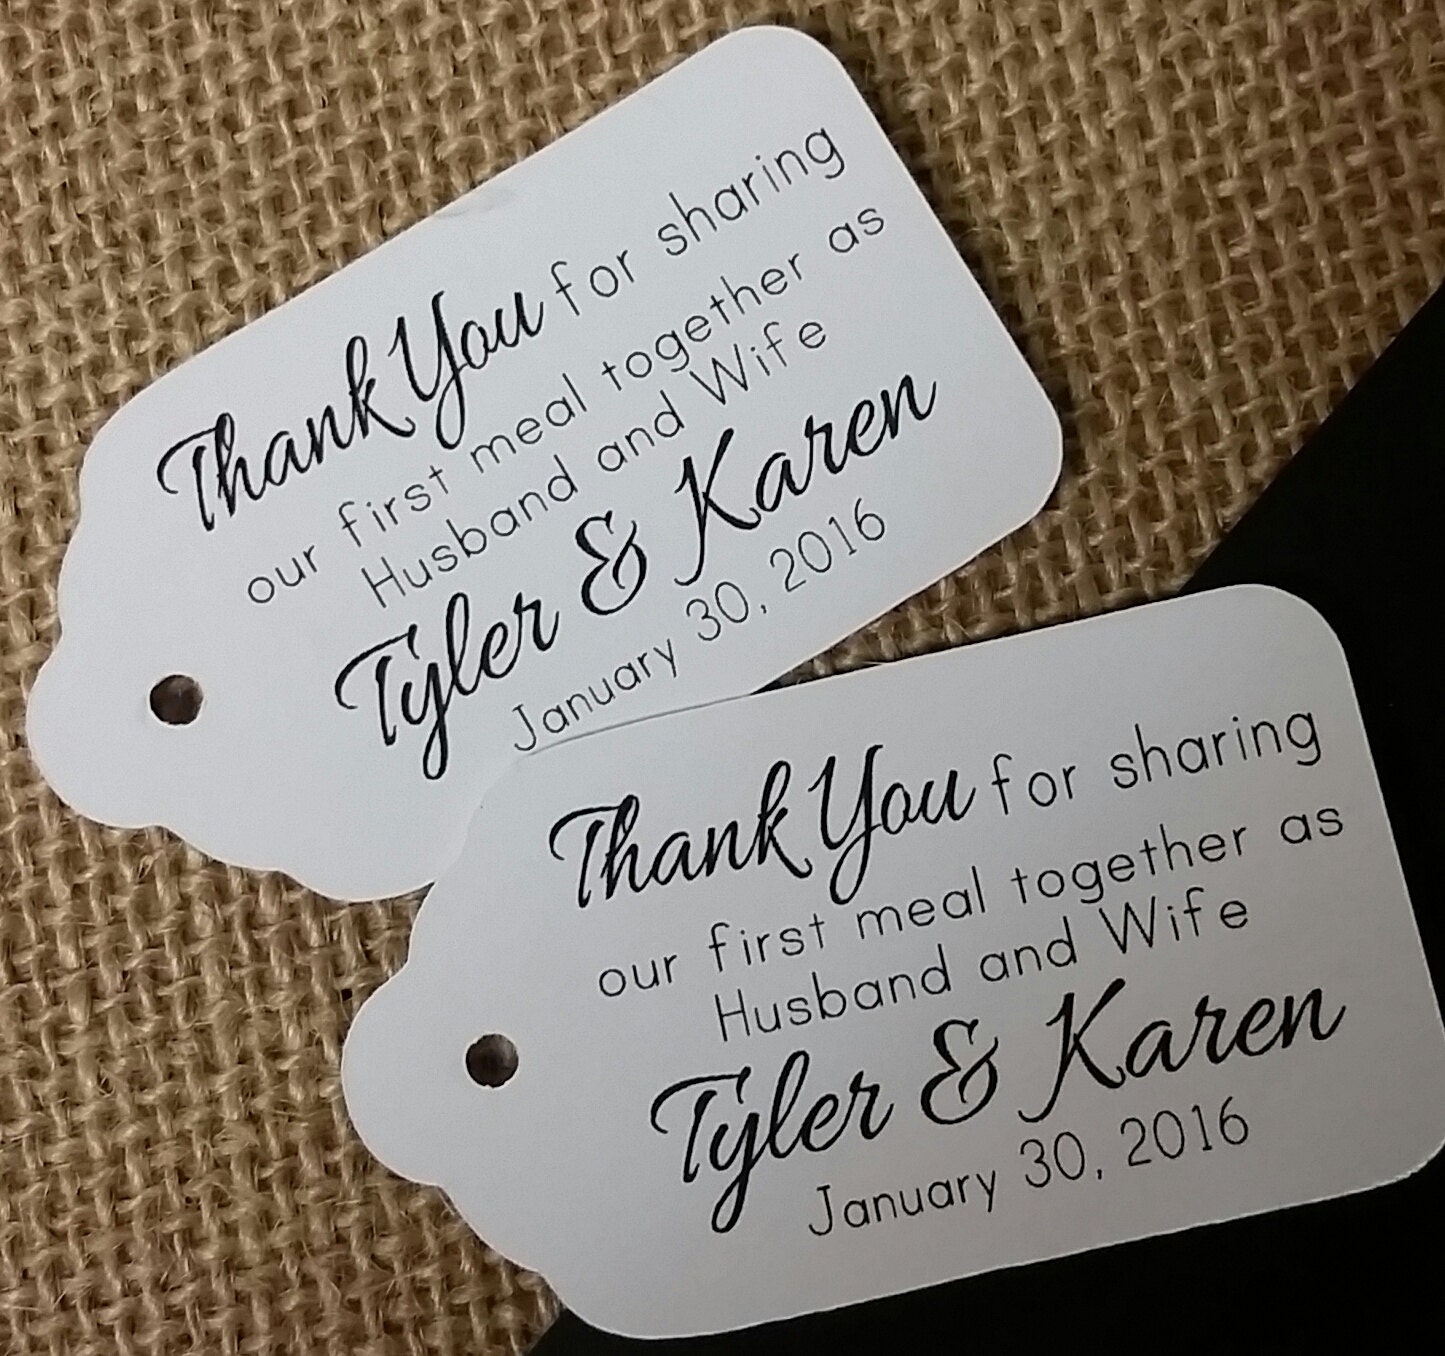 Thank You for sharing
our first meal together as
Husband and Wife
Tyler & Karen
January 30, 2016
Thank You for sharing
our first meal together as
Husband and Wife
Tyler & Karen
January 30, 2016